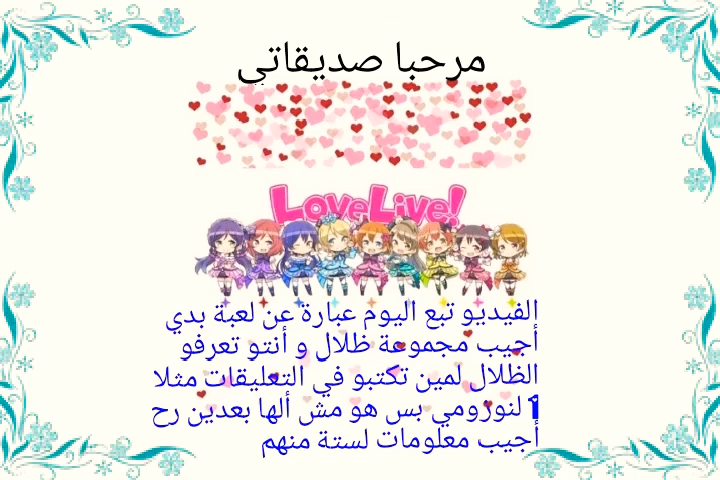 مرحبا صديقاتي
LoveLive!
الفيديو تبع اليوم عبارة عن لعبة بدي
أجيب مجموعة ظلال و أنتو تعرفو
الظلال لمين تكتبو في التعليقات مثلا
1 لنوزومي بس هو مش ألها بعدين رح
أجيب معلومات لستة منهم